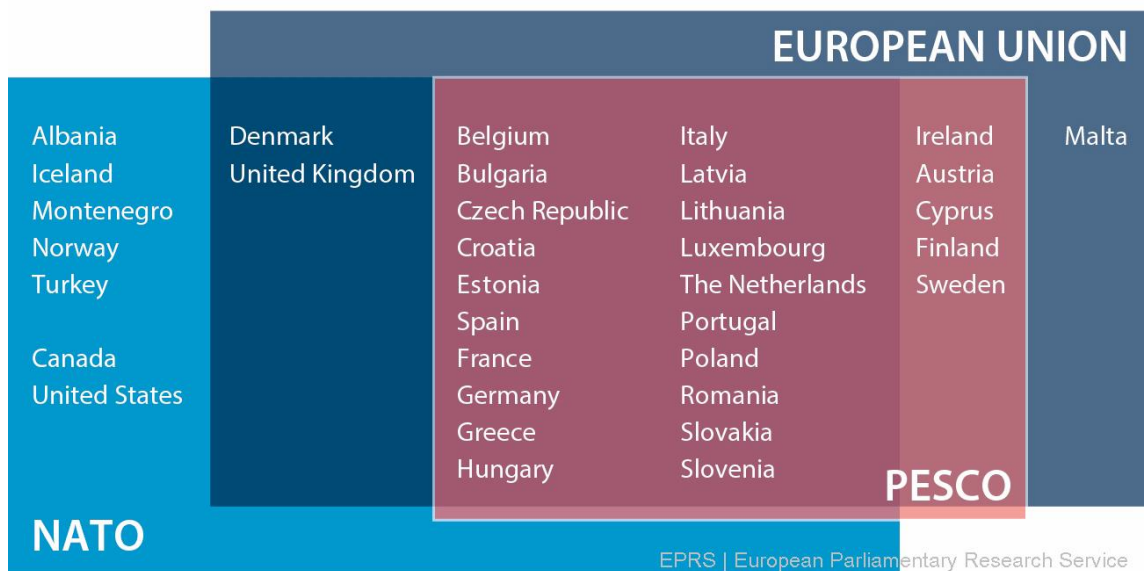 EUROPEAN UNION
Albania
Iceland
Montenegro
Norway
Turkey
Canada
United States
Denmark
United Kingdom
Belgium
Bulgaria
Czech Republic
Croatia
Estonia
Spain
France
Germany
Greece
Hungary
Italy
Latvia
Lithuania
Luxembourg
The Netherlands
Portugal
Poland
Romania
Slovakia
Slovenia
Ireland
Austria
Cyprus
Finland
Sweden
Malta
PESCO
NATO
EPRS | European Parliamentary Research Service